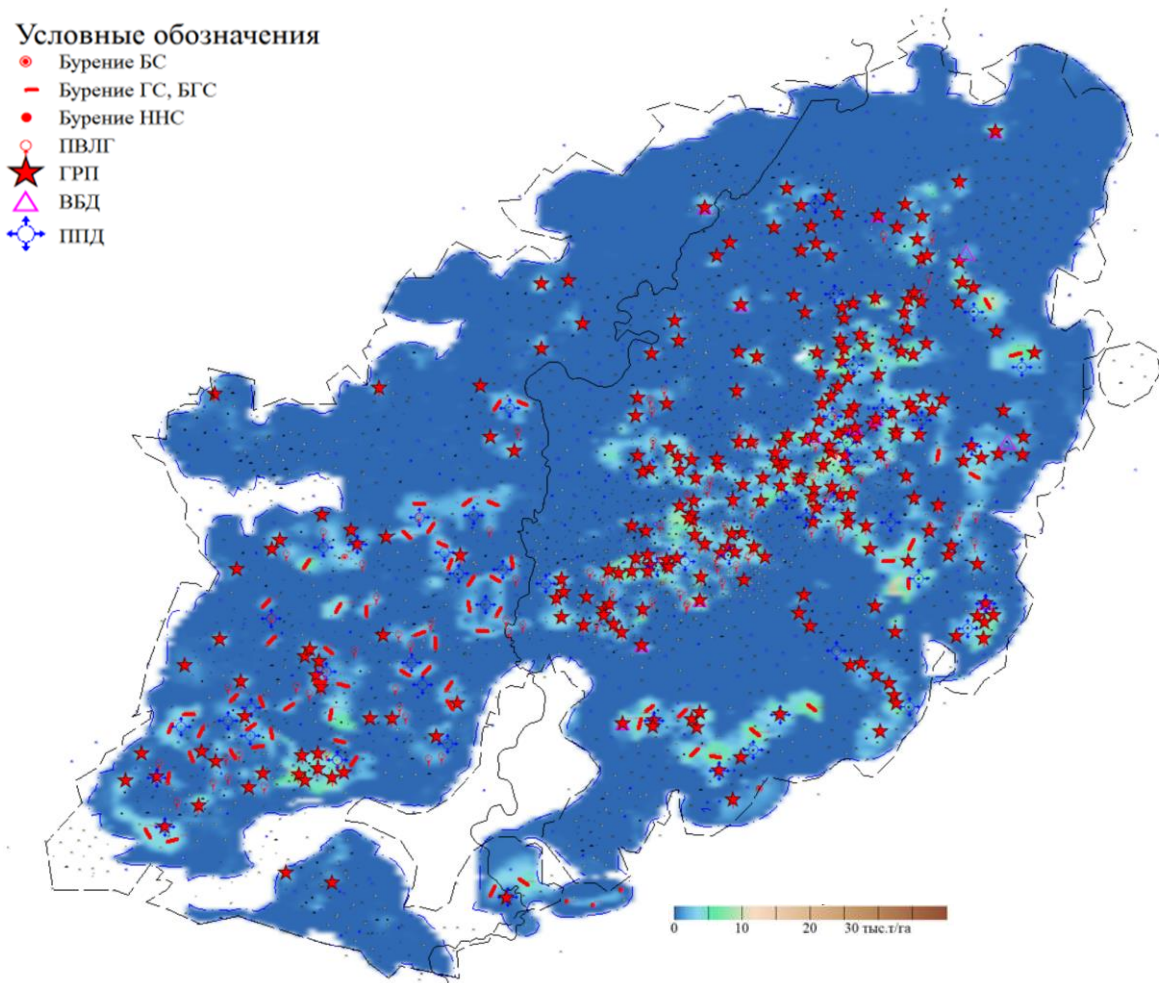 Условные обозначения
Бурение БС
Бурение ГС, БГС
Бурение ННС
ПВЛГ
ГРП
ВБД
ППД
0 10 20 30 тыс.т/га